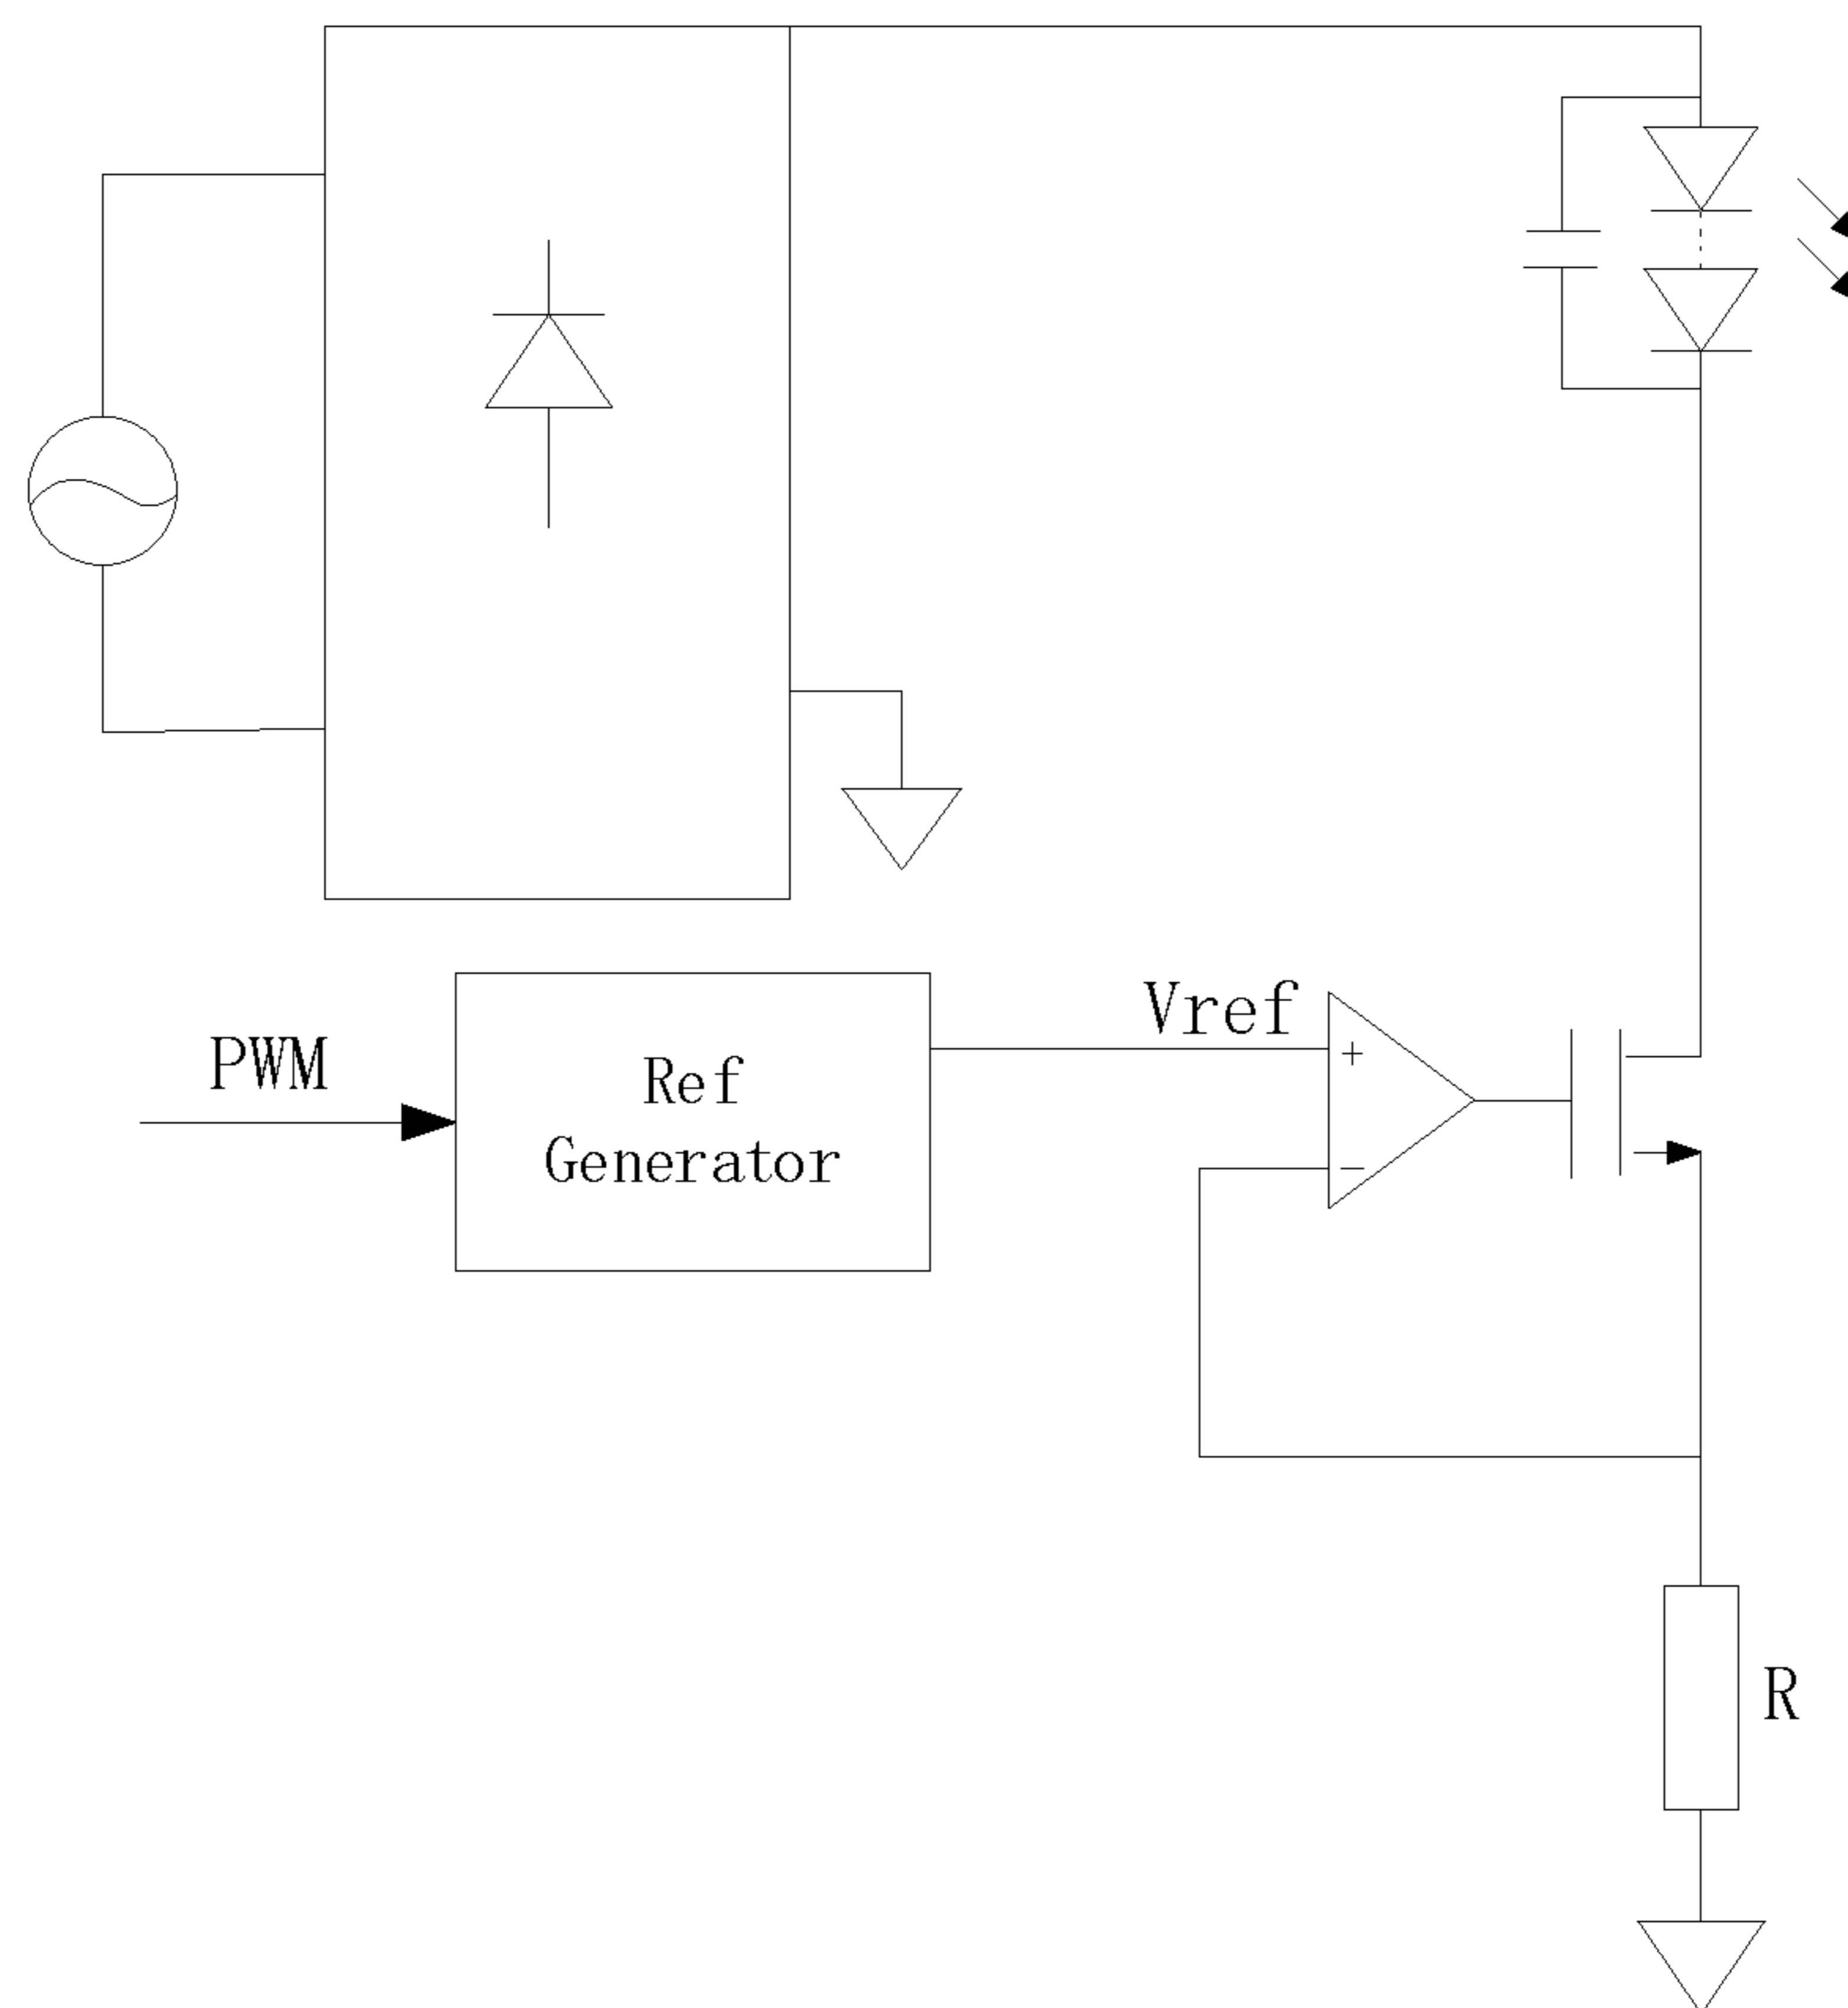 PWM
Ref
Generator
Vref
+
−
R